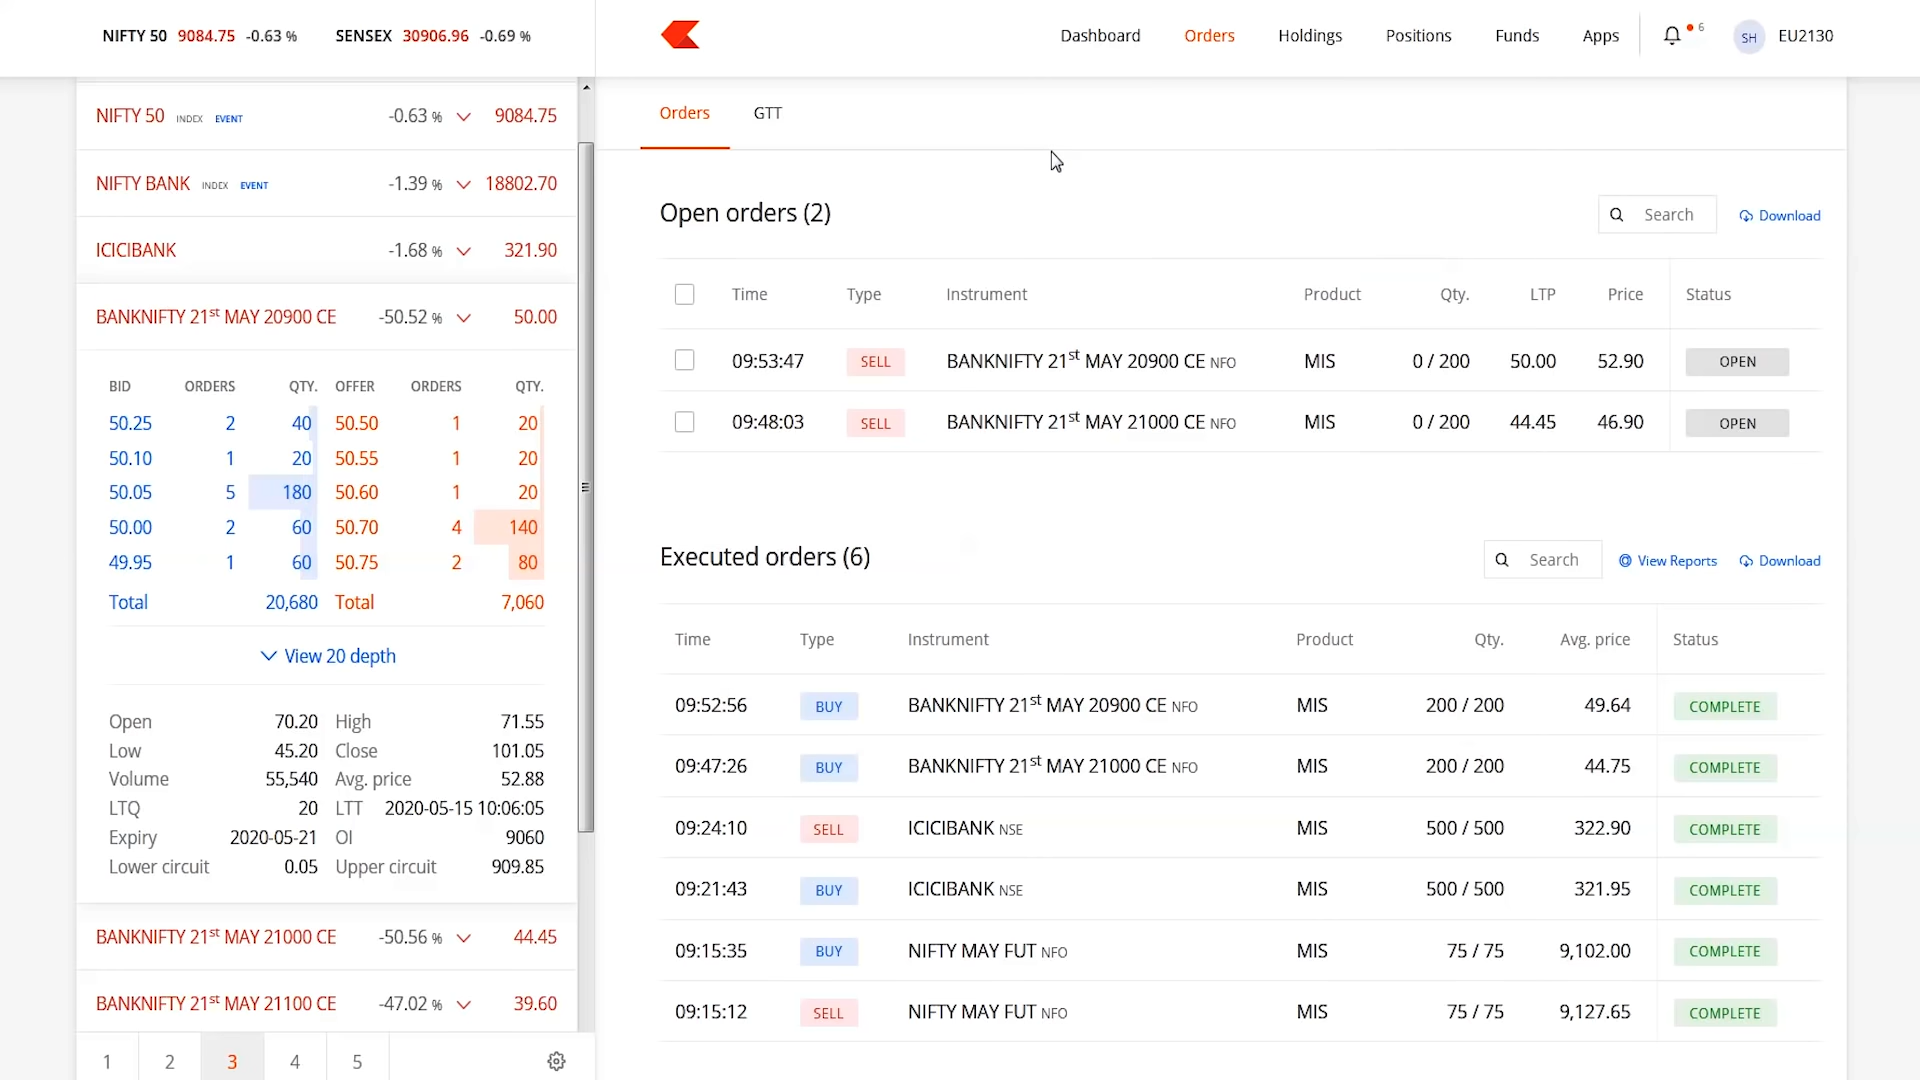 NIFTY 50 9084.75 -0.63 % SENSEX 30906.96 -0.69 %
Dashboard Orders Holdings Positions Funds Apps 6 SH EU2130
NIFTY 50 INDEX EVENT -0.63 % 9084.75
NIFTY BANK INDEX EVENT -1.39 % 18802.70
ICICIBANK -1.68 % 321.90
BANKNIFTY 21st MAY 20900 CE -50.52 % 50.00
BID ORDERS QTY. OFFER ORDERS QTY.
50.25 2 40 50.50 1 20
50.10 1 20 50.55 1 20
50.05 5 180 50.60 1 20
50.00 2 60 50.70 4 140
49.95 1 60 50.75 2 80
Total 20,680 Total 7,060
View 20 depth
Open 70.20 High 71.55
Low 45.20 Close 101.05
Volume 55,540 Avg. price 52.88
LTQ 20 LTT 2020-05-15 10:06:05
Expiry 2020-05-21 OI 9060
Lower circuit 0.05 Upper circuit 909.85
BANKNIFTY 21st MAY 21000 CE -50.56 % 44.45
BANKNIFTY 21st MAY 21100 CE -47.02 % 39.60
1 2 3 4 5
Orders GTT
Open orders (2) Search Download
Time Type Instrument Product Qty. LTP Price Status
09:53:47 SELL BANKNIFTY 21st MAY 20900 CE NFO MIS 0 / 200 50.00 52.90 OPEN
09:48:03 SELL BANKNIFTY 21st MAY 21000 CE NFO MIS 0 / 200 44.45 46.90 OPEN
Executed orders (6) Search View Reports Download
Time Type Instrument Product Qty. Avg. price Status
09:52:56 BUY BANKNIFTY 21st MAY 20900 CE NFO MIS 200 / 200 49.64 COMPLETE
09:47:26 BUY BANKNIFTY 21st MAY 21000 CE NFO MIS 200 / 200 44.75 COMPLETE
09:24:10 SELL ICICIBANK NSE MIS 500 / 500 322.90 COMPLETE
09:21:43 BUY ICICIBANK NSE MIS 500 / 500 321.95 COMPLETE
09:15:35 BUY NIFTY MAY FUT NFO MIS 75 / 75 9,102.00 COMPLETE
09:15:12 SELL NIFTY MAY FUT NFO MIS 75 / 75 9,127.65 COMPLETE